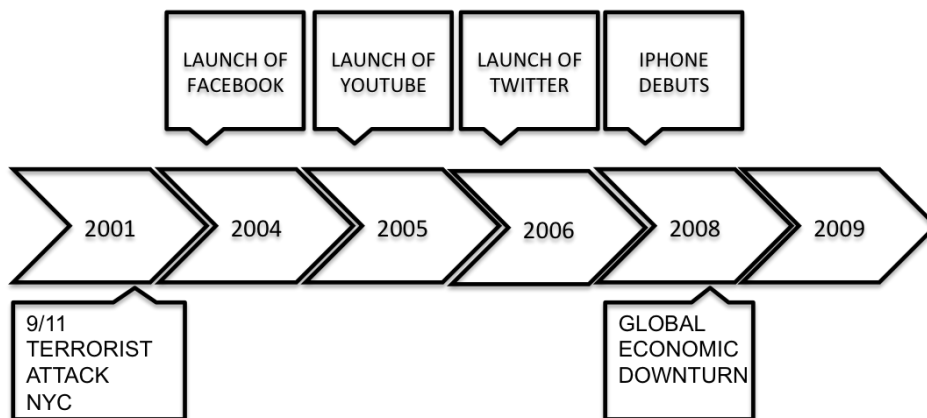 LAUNCH OF
FACEBOOK
LAUNCH OF
YOUTUBE
LAUNCH OF
TWITTER
IPHONE
DEBUTS
2001
2004
2005
2006
2008
2009
9/11
TERRORIST
ATTACK
NYC
GLOBAL
ECONOMIC
DOWNTURN